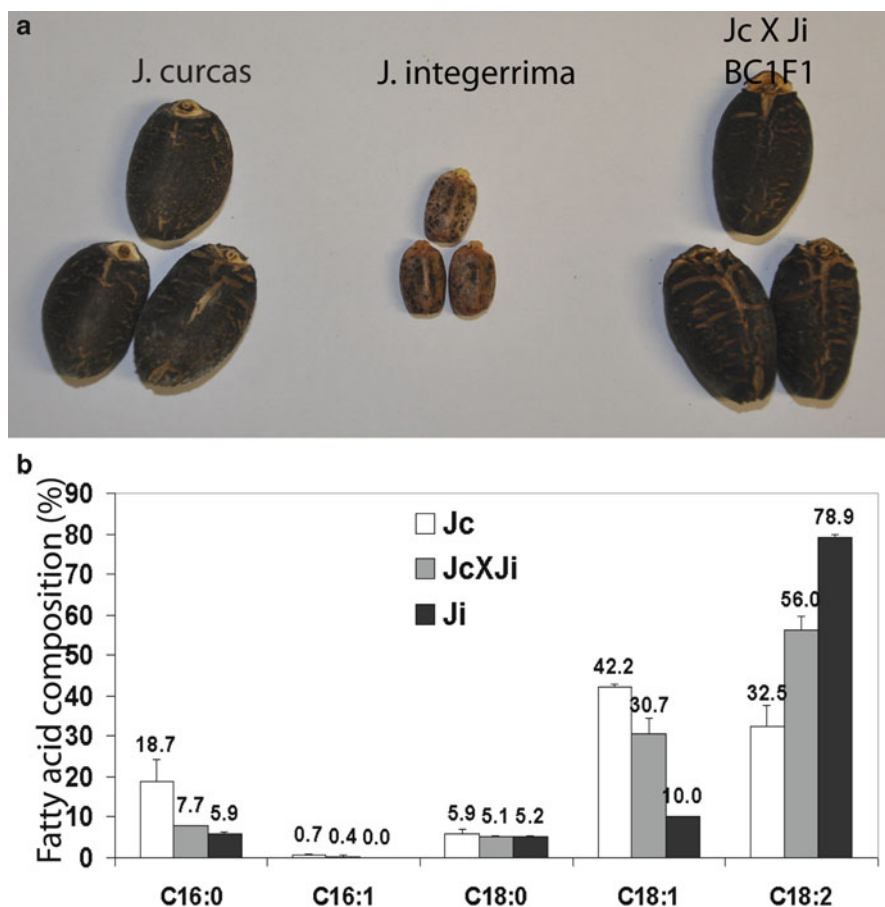 a
J. curcas
J. integerrima
Jc X Ji
BC1F1
b
Fatty acid composition (%)
90
80
70
60
50
40
30
20
10
0
Jc
JcXJi
Ji
18.7
7.7
5.9
0.7
0.4
0.0
5.9
5.1
5.2
42.2
30.7
10.0
32.5
56.0
78.9
C16:0
C16:1
C18:0
C18:1
C18:2